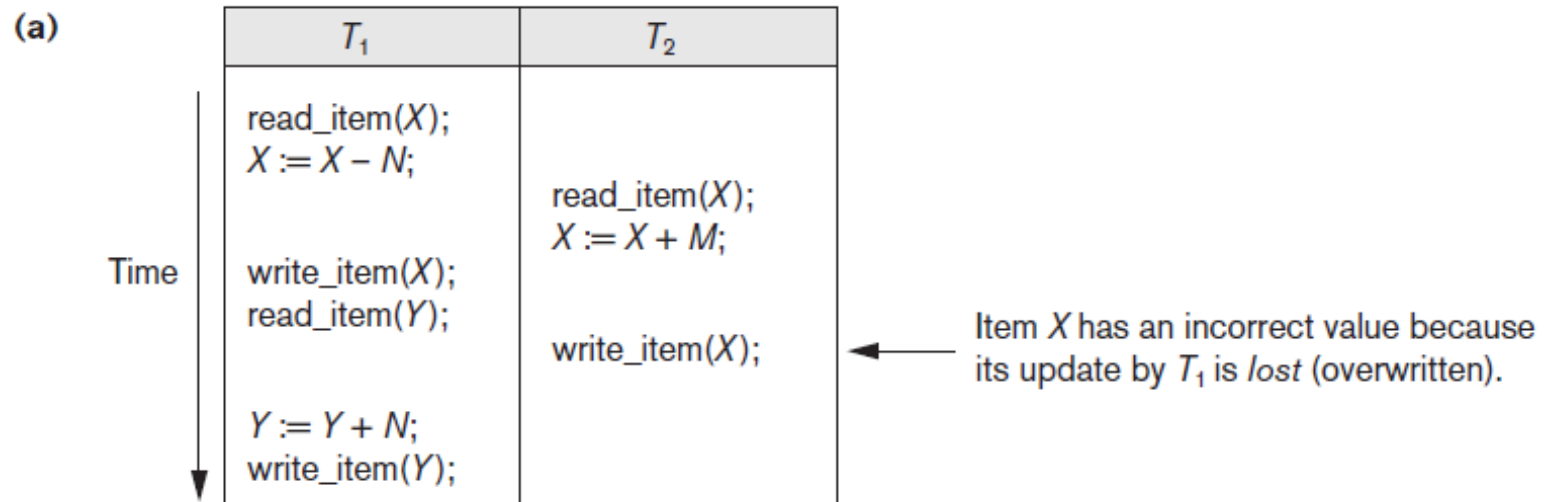 (a)
T1 T2
read_item(X);
X := X – N;
read_item(X);
X := X + M;
Time
write_item(X);
read_item(Y);
write_item(X);
Item X has an incorrect value because
its update by T1 is lost (overwritten).
Y := Y + N;
write_item(Y);